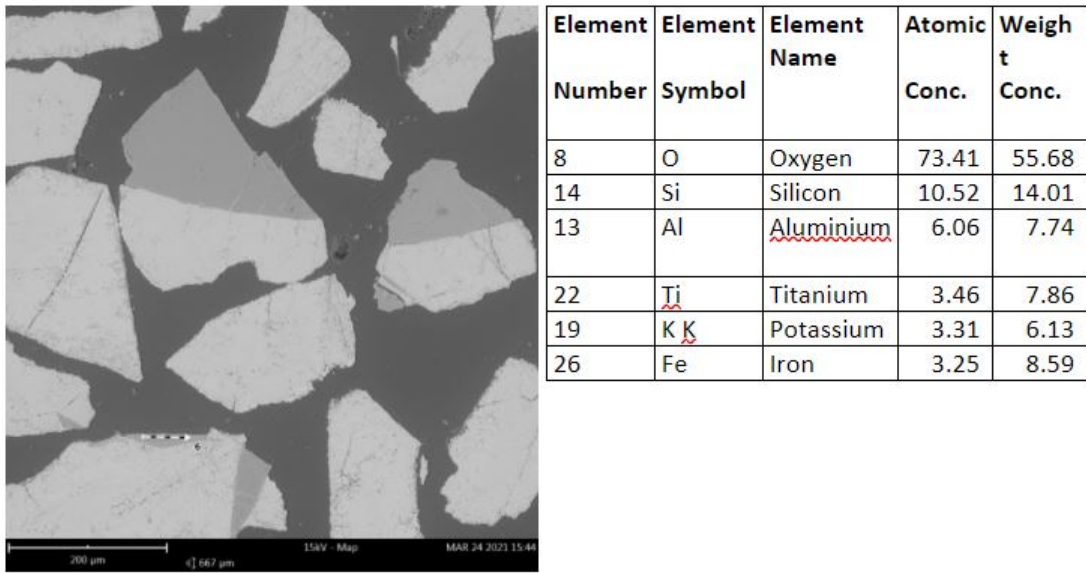 6
200 µm
667 µm
15kV - Map
MAR 24 2021 15:44
Element Number Element Symbol Element Name Atomic Conc. Weigh t Conc.
8 O Oxygen 73.41 55.68
14 Si Silicon 10.52 14.01
13 Al Aluminium 6.06 7.74
22 Ti Titanium 3.46 7.86
19 K K Potassium 3.31 6.13
26 Fe Iron 3.25 8.59